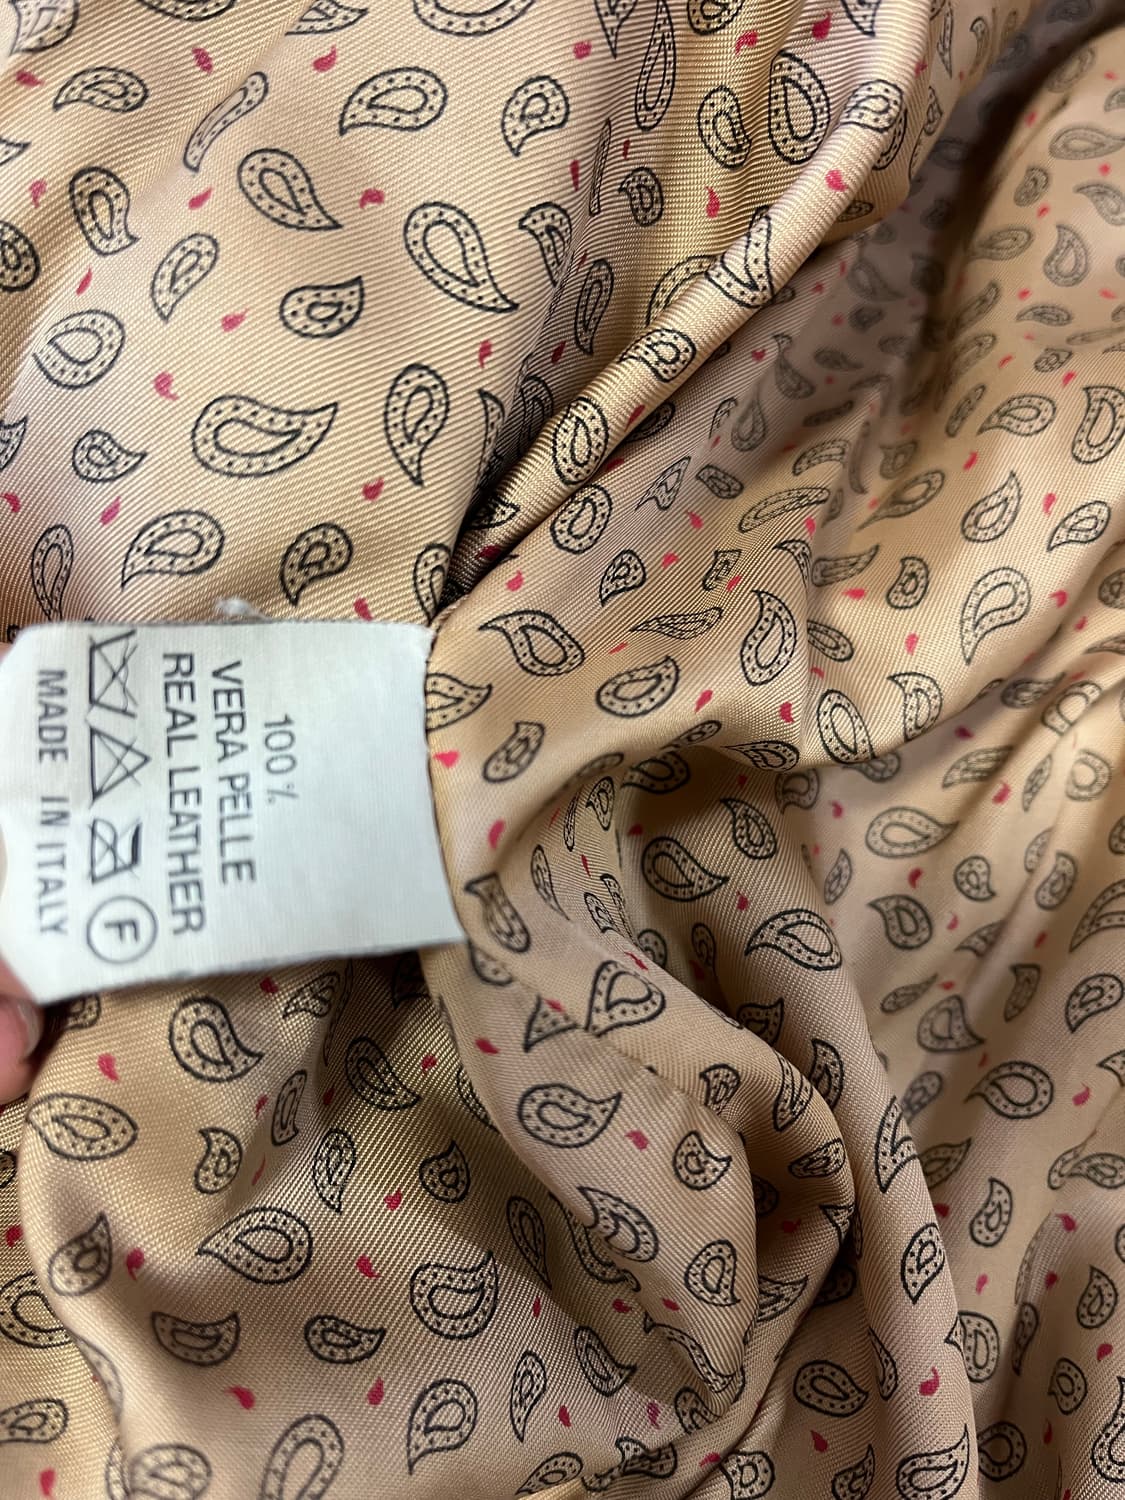 100%
VERA PELLE
REAL LEATHER
F
MADE IN ITALY